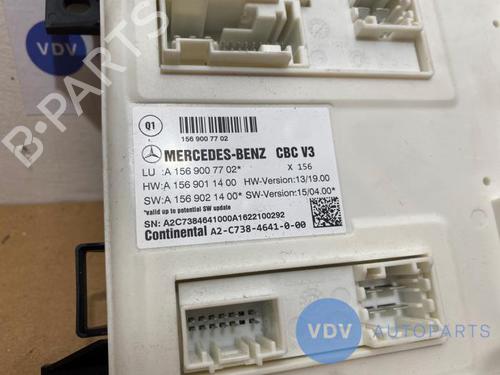 VDV
B-PARTS
Q1
156 900 77 02
MERCEDES-BENZ CBC V3
LU :A 156 900 77 02* X 156
HW:A 156 901 14 00 HW-Version:13/19.00
SW:A 156 902 14 00* SW-Version:15/04.00*
*valid up to potential SW update
SN: A2C7384641000A1622100292
Continental A2-C738-4641-0-00
VDV AUTOPARTS